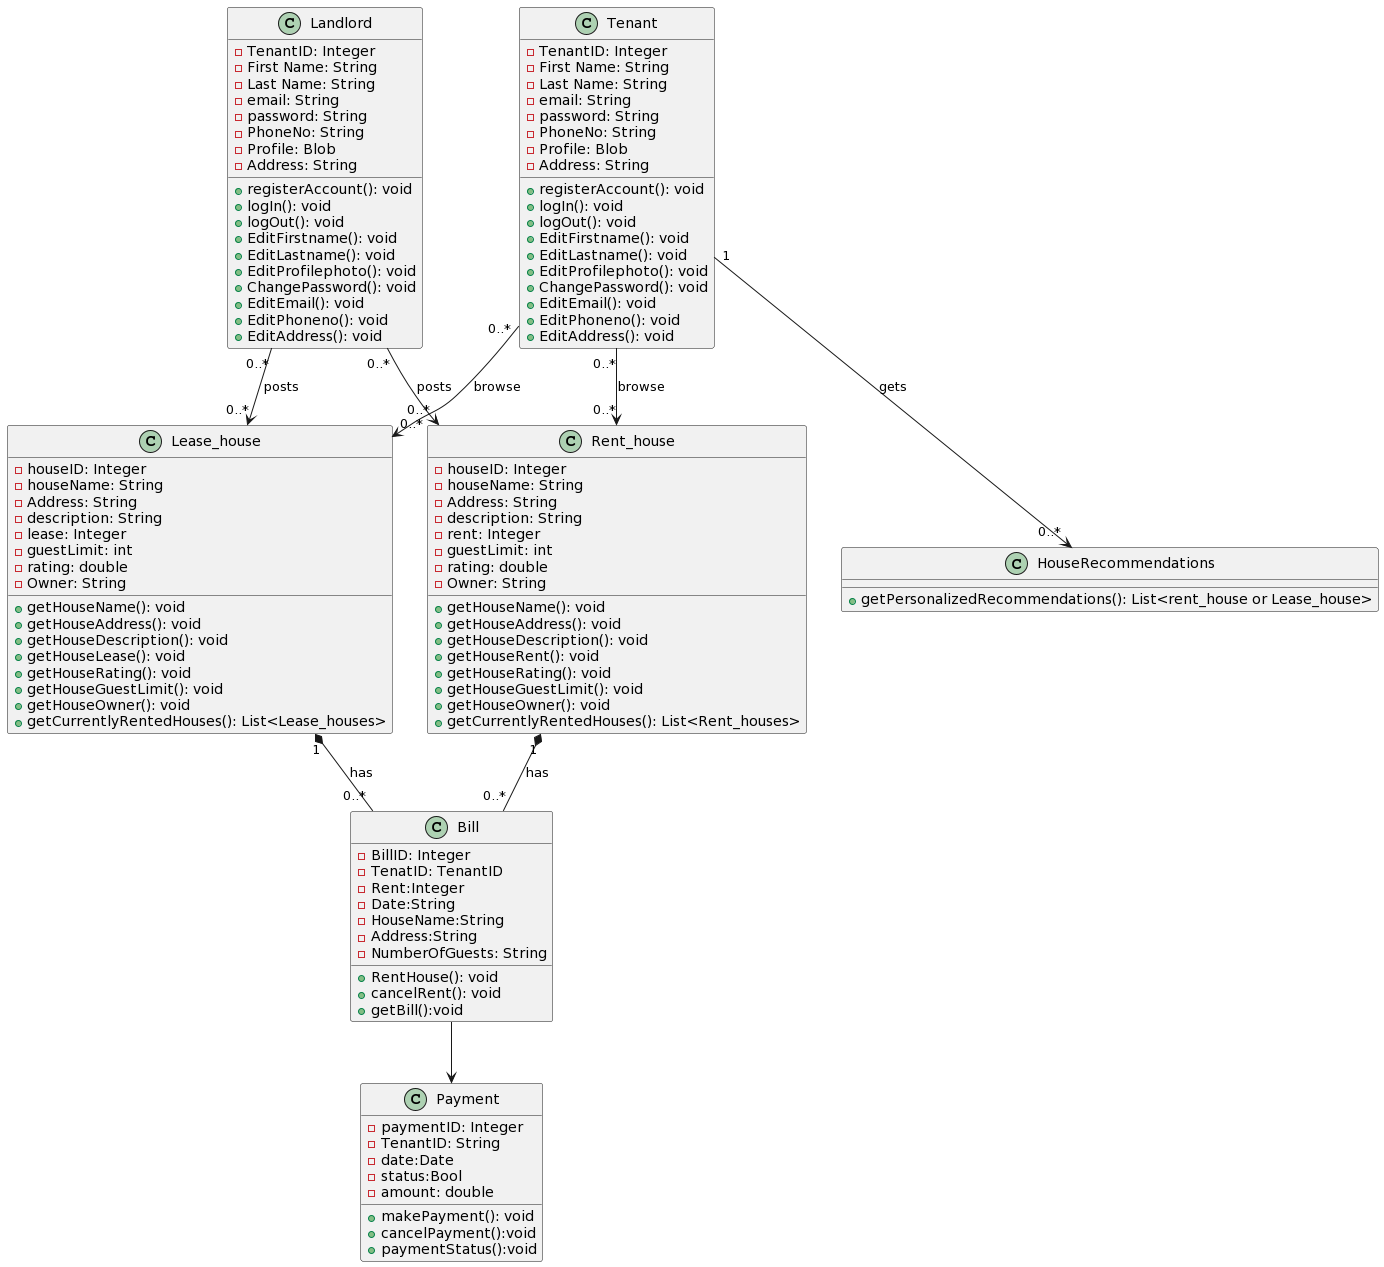 C Landlord
TenantID: Integer
First Name: String
Last Name: String
email: String
password: String
PhoneNo: String
Profile: Blob
Address: String
registerAccount(): void
logIn(): void
logOut(): void
EditFirstname(): void
EditLastname(): void
EditProfilephoto(): void
ChangePassword(): void
EditEmail(): void
EditPhoneno(): void
EditAddress(): void
C Tenant
TenantID: Integer
First Name: String
Last Name: String
email: String
password: String
PhoneNo: String
Profile: Blob
Address: String
registerAccount(): void
logIn(): void
logOut(): void
EditFirstname(): void
EditLastname(): void
EditProfilephoto(): void
ChangePassword(): void
EditEmail(): void
EditPhoneno(): void
EditAddress(): void
1
0..*
0..*
0..*
0..*
posts
posts
browse
browse
gets
0..*
0..*
0..*
0..*
0..*
C Lease_house
houseID: Integer
houseName: String
Address: String
description: String
lease: Integer
guestLimit: int
rating: double
Owner: String
getHouseName(): void
getHouseAddress(): void
getHouseDescription(): void
getHouseLease(): void
getHouseRating(): void
getHouseGuestLimit(): void
getHouseOwner(): void
getCurrentlyRentedHouses(): List<Lease_houses>
C Rent_house
houseID: Integer
houseName: String
Address: String
description: String
rent: Integer
guestLimit: int
rating: double
Owner: String
getHouseName(): void
getHouseAddress(): void
getHouseDescription(): void
getHouseRent(): void
getHouseRating(): void
getHouseGuestLimit(): void
getHouseOwner(): void
getCurrentlyRentedHouses(): List<Rent_houses>
C HouseRecommendations
getPersonalizedRecommendations(): List<rent_house or Lease_house>
1
1
has
has
0..*
0..*
C Bill
BillID: Integer
TenatID: TenantID
Rent:Integer
Date:String
HouseName:String
Address:String
NumberOfGuests: String
RentHouse(): void
cancelRent(): void
getBill():void
C Payment
paymentID: Integer
TenantID: String
date:Date
status:Bool
amount: double
makePayment(): void
cancelPayment():void
paymentStatus():void